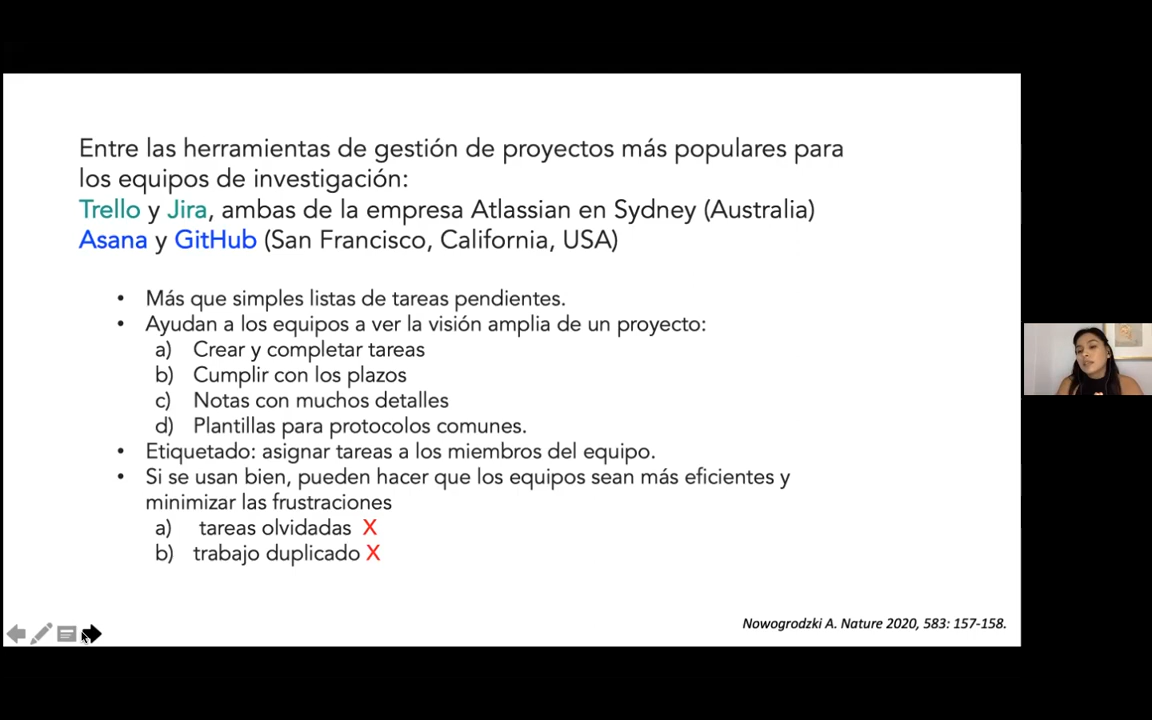 Entre las herramientas de gestión de proyectos más populares para
los equipos de investigación:
Trello y Jira, ambas de la empresa Atlassian en Sydney (Australia)
Asana y GitHub (San Francisco, California, USA)
• Más que simples listas de tareas pendientes.
• Ayudan a los equipos a ver la visión amplia de un proyecto:
a) Crear y completar tareas
b) Cumplir con los plazos
c) Notas con muchos detalles
d) Plantillas para protocolos comunes.
• Etiquetado: asignar tareas a los miembros del equipo.
• Si se usan bien, pueden hacer que los equipos sean más eficientes y
minimizar las frustraciones
a) tareas olvidadas X
b) trabajo duplicado X
Nowogrodzki A. Nature 2020, 583: 157-158.